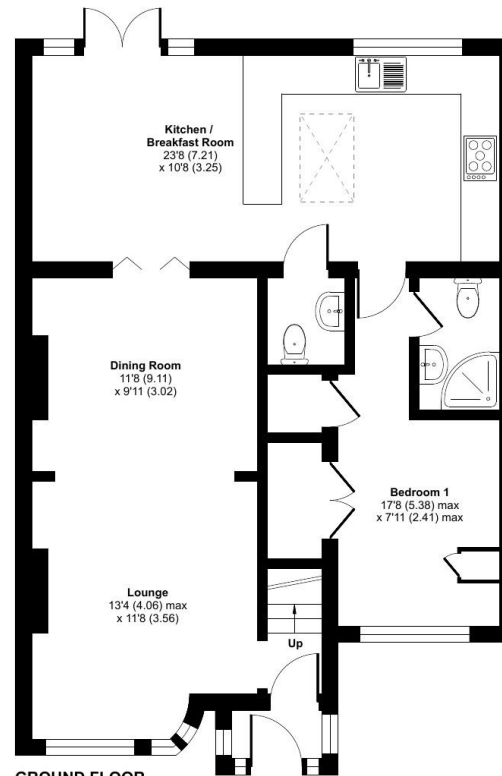 Kitchen /
Breakfast Room
23'8 (7.21)
x 10'8 (3.25)
Dining Room
11'8 (9.11)
x 9'11 (3.02)
Bedroom 1
17'8 (5.38) max
x 7'11 (2.41) max
Lounge
13'4 (4.06) max
x 11'8 (3.56)
Up
GROUND FLOOR